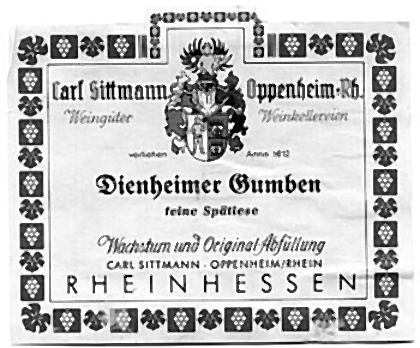 Carl Sittmann Oppenheim-Rh.
Weingüter Weinkellereien
verliehen Anno 1612
Dienheimer Gumben
feine Spätlese
Wachstum und Original-Abfüllung
CARL SITTMANN - OPPENHEIM/RHEIN
RHEINHESSEN